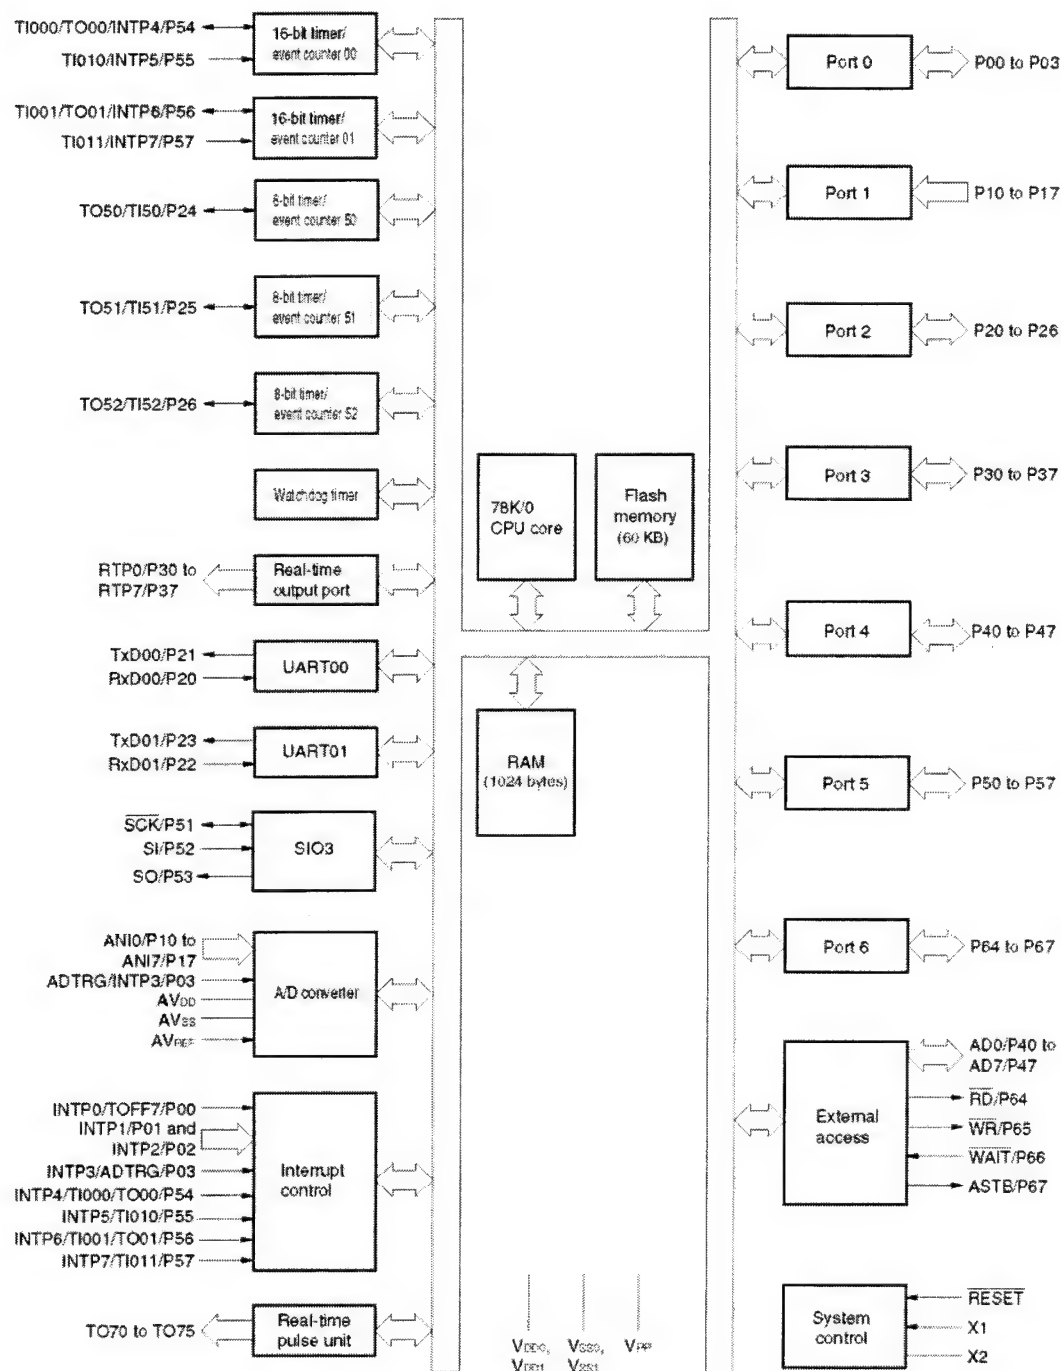 TI000/TO00/INTP4/P54
TI010/INTP5/P55
16-bit timer/
event counter 00
TI001/TO01/INTP6/P56
TI011/INTP7/P57
16-bit timer/
event counter 01
TO50/TI50/P24
8-bit timer/
event counter 50
TO51/TI51/P25
8-bit timer/
event counter 51
TO52/TI52/P26
8-bit timer/
event counter 52
Watchdog timer
RTP0/P30 to
RTP7/P37
Real-time
output port
TxD00/P21
RxD00/P20
UART00
TxD01/P23
RxD01/P22
UART01
SCK/P51
SI/P52
SO/P53
SIO3
ANI0/P10 to
ANI7/P17
ADTRG/INTP3/P03
AVDD
AVSS
AVREF
A/D converter
INTP0/TOFF7/P00
INTP1/P01 and
INTP2/P02
INTP3/ADTRG/P03
INTP4/TI000/TO00/P54
INTP5/TI010/P55
INTP6/TI001/TO01/P56
INTP7/TI011/P57
Interrupt
control
TO70 to TO75
Real-time
pulse unit
78K/0
CPU core
Flash
memory
(60 KB)
RAM
(1024 bytes)
VDD0,
VDD1
VSS0,
VSS1
VPP
Port 0
P00 to P03
Port 1
P10 to P17
Port 2
P20 to P26
Port 3
P30 to P37
Port 4
P40 to P47
Port 5
P50 to P57
Port 6
P64 to P67
External
access
AD0/P40 to
AD7/P47
RD/P64
WR/P65
WAIT/P66
ASTB/P67
System
control
RESET
X1
X2